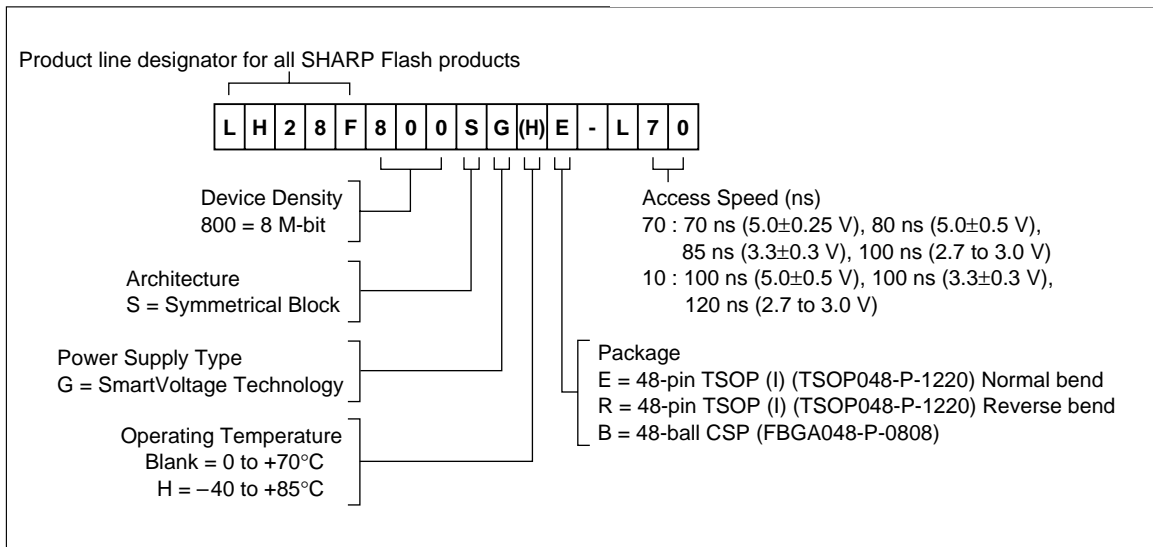 Product line designator for all SHARP Flash products
L H 2 8 F 8 0 0 S G (H) E - L 7 0
Device Density
800 = 8 M-bit
Architecture
S = Symmetrical Block
Power Supply Type
G = SmartVoltage Technology
Operating Temperature
Blank = 0 to +70°C
H = −40 to +85°C
Access Speed (ns)
70 : 70 ns (5.0±0.25 V), 80 ns (5.0±0.5 V),
85 ns (3.3±0.3 V), 100 ns (2.7 to 3.0 V)
10 : 100 ns (5.0±0.5 V), 100 ns (3.3±0.3 V),
120 ns (2.7 to 3.0 V)
Package
E = 48-pin TSOP (I) (TSOP048-P-1220) Normal bend
R = 48-pin TSOP (I) (TSOP048-P-1220) Reverse bend
B = 48-ball CSP (FBGA048-P-0808)